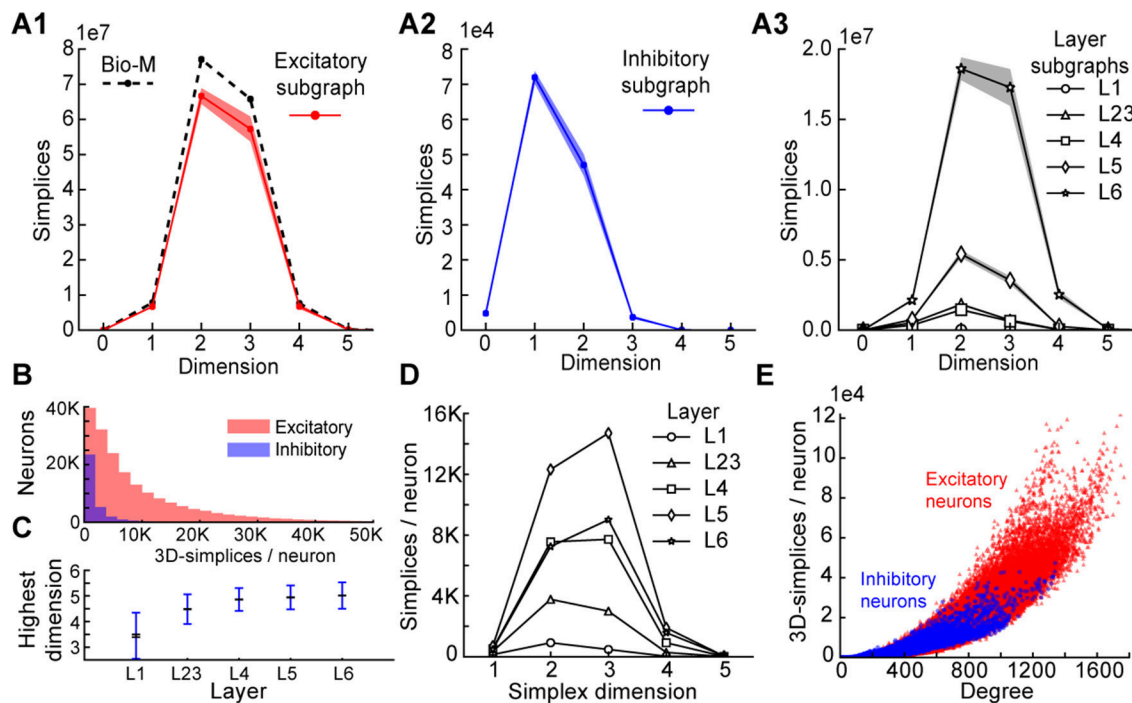 A1
1e7
Simplices
8
7
6
5
4
3
2
1
0
Bio-M
Excitatory
subgraph
0 1 2 3 4 5
Dimension
A2
1e4
Simplices
8
7
6
5
4
3
2
1
0
Inhibitory
subgraph
0 1 2 3 4 5
Dimension
A3
1e7
Simplices
2.0
1.5
1.0
0.5
0.0
Layer
subgraphs
L1
L23
L4
L5
L6
0 1 2 3 4 5
Dimension
B
Neurons
40K
20K
Excitatory
Inhibitory
0 10K 20K 30K 40K 50K
3D-simplices / neuron
C
Highest
dimension
6
5
5
4
3
3
L1 L23 L4 L5 L6
Layer
D
Simplices / neuron
16K
12K
8K
4K
0
Layer
L1
L23
L4
L5
L6
1 2 3 4 5
Simplex dimension
E
1e4
3D-simplices / neuron
12
10
8
6
4
2
0
Excitatory
neurons
Inhibitory
neurons
0 400 800 1200 1600
Degree